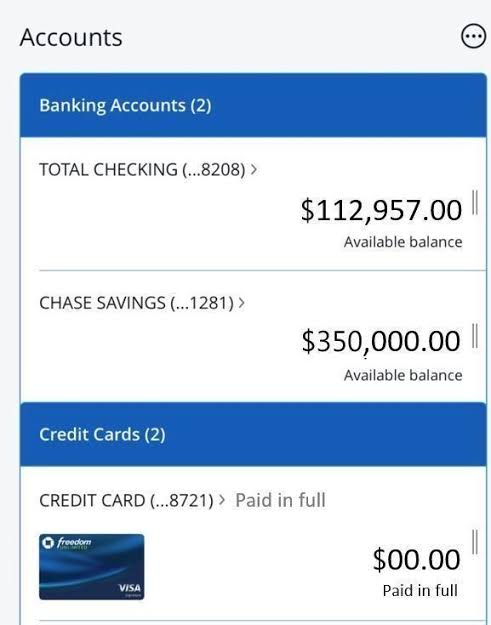 Accounts
Banking Accounts (2)
TOTAL CHECKING (...8208) >
$112,957.00
Available balance
CHASE SAVINGS (...1281) >
$350,000.00
Available balance
Credit Cards (2)
CREDIT CARD (...8721) > Paid in full
freedom
UNLIMITED
$00.00
VISA
Paid in full